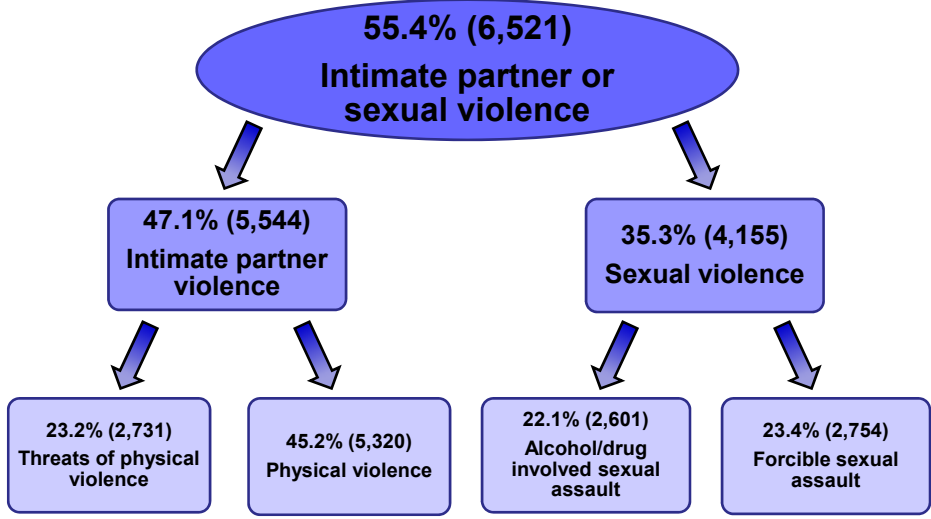 55.4% (6,521)
Intimate partner or
sexual violence
47.1% (5,544)
Intimate partner
violence
35.3% (4,155)
Sexual violence
23.2% (2,731)
Threats of physical
violence
45.2% (5,320)
Physical violence
22.1% (2,601)
Alcohol/drug
involved sexual
assault
23.4% (2,754)
Forcible sexual
assault